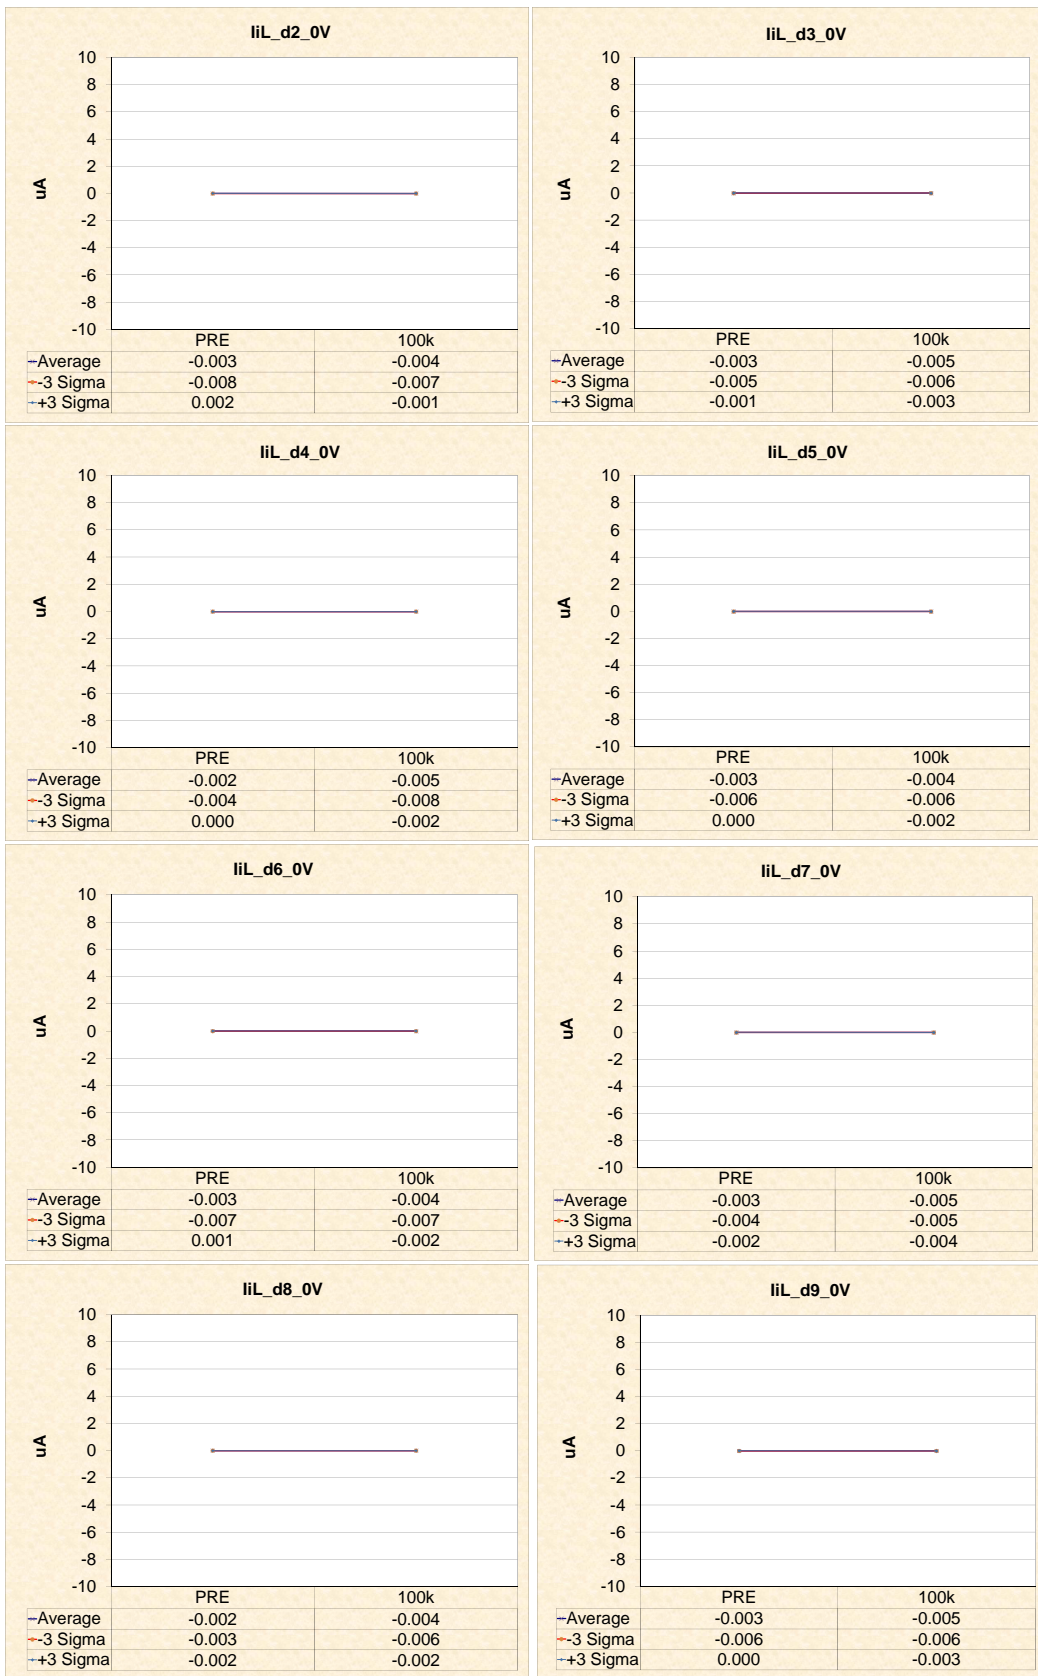 IiL_d2_0V
10
8
6
4
2
0
-2
-4
-6
-8
-10
uA
PRE 100k
Average -0.003 -0.004
-3 Sigma -0.008 -0.007
+3 Sigma 0.002 -0.001
IiL_d3_0V
10
8
6
4
2
0
-2
-4
-6
-8
-10
uA
PRE 100k
Average -0.003 -0.005
-3 Sigma -0.005 -0.006
+3 Sigma -0.001 -0.003
IiL_d4_0V
10
8
6
4
2
0
-2
-4
-6
-8
-10
uA
PRE 100k
Average -0.002 -0.005
-3 Sigma -0.004 -0.008
+3 Sigma 0.000 -0.002
IiL_d5_0V
10
8
6
4
2
0
-2
-4
-6
-8
-10
uA
PRE 100k
Average -0.003 -0.004
-3 Sigma -0.006 -0.006
+3 Sigma 0.000 -0.002
IiL_d6_0V
10
8
6
4
2
0
-2
-4
-6
-8
-10
uA
PRE 100k
Average -0.003 -0.004
-3 Sigma -0.007 -0.007
+3 Sigma 0.001 -0.002
IiL_d7_0V
10
8
6
4
2
0
-2
-4
-6
-8
-10
uA
PRE 100k
Average -0.003 -0.005
-3 Sigma -0.004 -0.005
+3 Sigma -0.002 -0.004
IiL_d8_0V
10
8
6
4
2
0
-2
-4
-6
-8
-10
uA
PRE 100k
Average -0.002 -0.004
-3 Sigma -0.003 -0.006
+3 Sigma -0.002 -0.002
IiL_d9_0V
10
8
6
4
2
0
-2
-4
-6
-8
-10
uA
PRE 100k
Average -0.003 -0.005
-3 Sigma -0.006 -0.006
+3 Sigma 0.000 -0.003